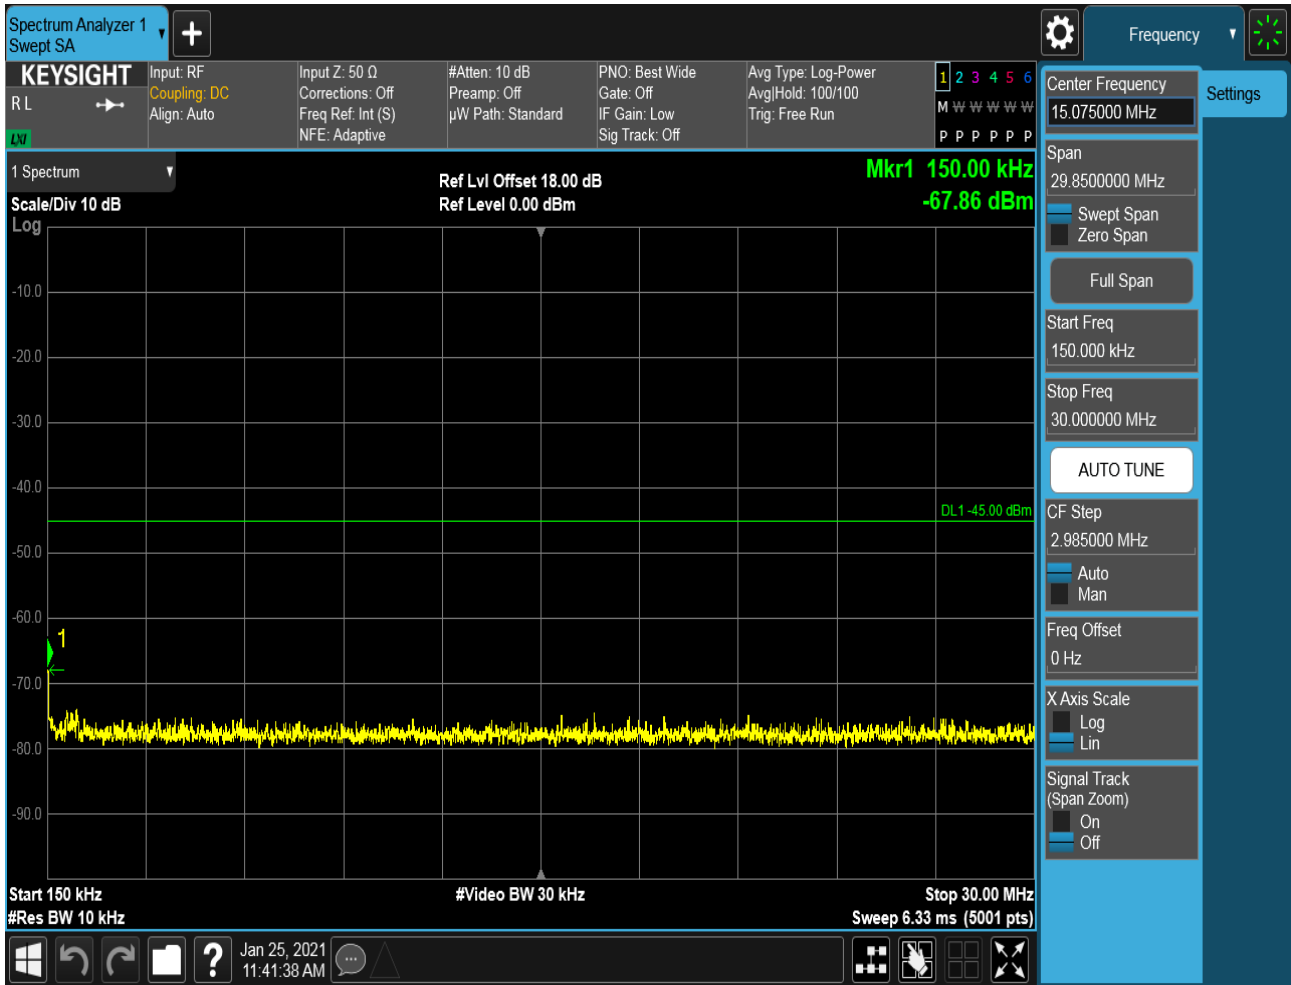 Spectrum Analyzer 1
Swept SA
Frequency
KEYSIGHT
R L
LXI
Input: RF
Coupling: DC
Align: Auto
Input Z: 50 Ω
Corrections: Off
Freq Ref: Int (S)
NFE: Adaptive
#Atten: 10 dB
Preamp: Off
µW Path: Standard
PNO: Best Wide
Gate: Off
IF Gain: Low
Sig Track: Off
Avg Type: Log-Power
Avg|Hold: 100/100
Trig: Free Run
1 2 3 4 5 6
M W W W W W
P P P P P P
1 Spectrum
Scale/Div 10 dB
Log
Ref Lvl Offset 18.00 dB
Ref Level 0.00 dBm
Mkr1 150.00 kHz
-67.86 dBm
-10.0
-20.0
-30.0
-40.0
DL1 -45.00 dBm
-50.0
-60.0
1
-70.0
-80.0
-90.0
Start 150 kHz
#Res BW 10 kHz
#Video BW 30 kHz
Stop 30.00 MHz
Sweep 6.33 ms (5001 pts)
Center Frequency
15.075000 MHz
Settings
Span
29.8500000 MHz
Swept Span
Zero Span
Full Span
Start Freq
150.000 kHz
Stop Freq
30.000000 MHz
AUTO TUNE
CF Step
2.985000 MHz
Auto
Man
Freq Offset
0 Hz
X Axis Scale
Log
Lin
Signal Track
(Span Zoom)
On
Off
?
Jan 25, 2021
11:41:38 AM